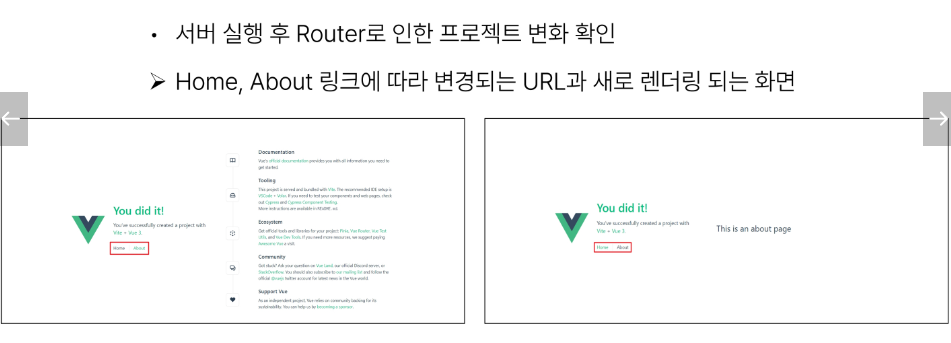 • 서버 실행 후 Router로 인한 프로젝트 변화 확인
➢ Home, About 링크에 따라 변경되는 URL과 새로 렌더링 되는 화면
You did it!
You've successfully created a project with
Vite + Vue 3.
Home About
Documentation
Vue's official documentation provides you with all information you need to
get started.
Tooling
This project is served and bundled with Vite. The recommended IDE setup is
VSCode + Volar. If you need to test your components and web pages, check
out Cypress and Cypress Component Testing.
More instructions are available in README.md.
Ecosystem
Get official tools and libraries for your project: Pinia, Vue Router, Vue Test
Utils, and Vue Dev Tools. If you need more resources, we suggest paying
Awesome Vue a visit.
Community
Got stuck? Ask your question on Vue Land, our official Discord server, or
StackOverflow. You should also subscribe to our mailing list and follow the
official @vuejs twitter account for latest news in the Vue world.
Support Vue
As an independent project, Vue relies on community backing for its
sustainability. You can help us by becoming a sponsor.
You did it!
You've successfully created a project with
Vite + Vue 3.
Home About
This is an about page